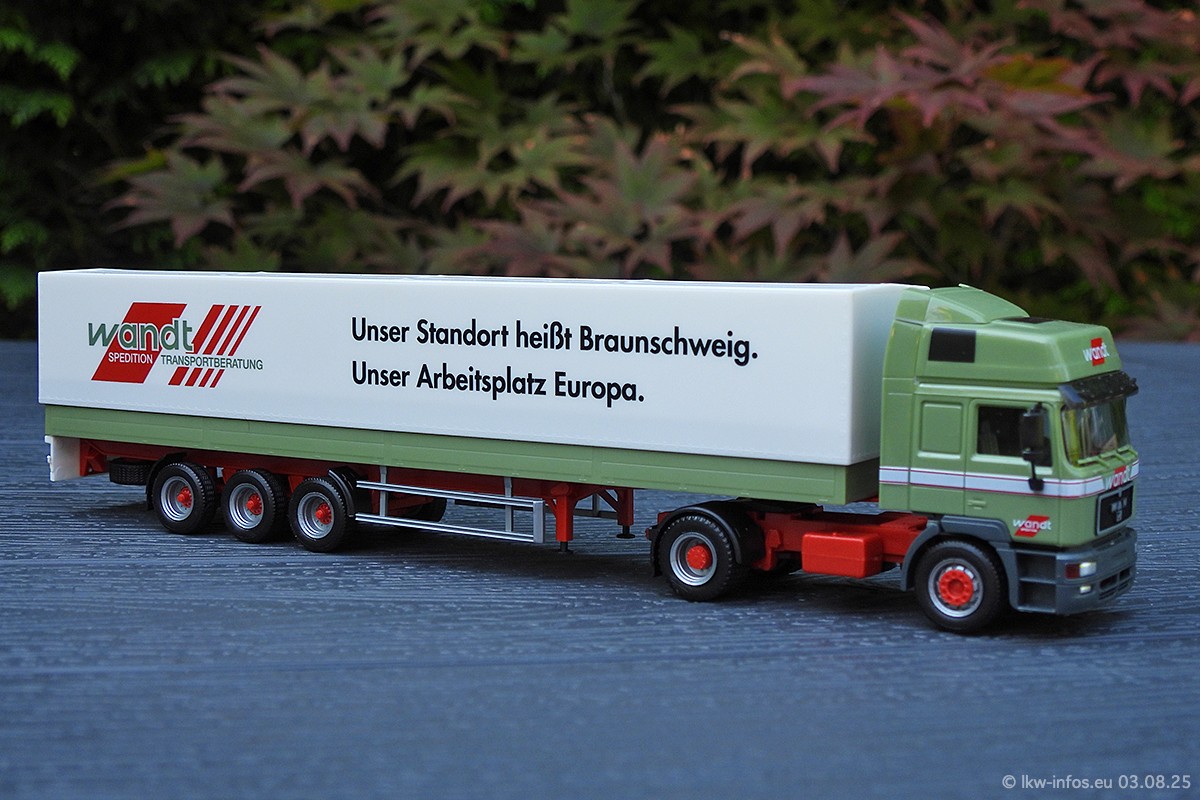 wandt
SPEDITION TRANSPORTBERATUNG
Unser Standort heißt Braunschweig.
Unser Arbeitsplatz Europa.
wandt
wandt
wandt
© lkw-infos.eu 03.08.25